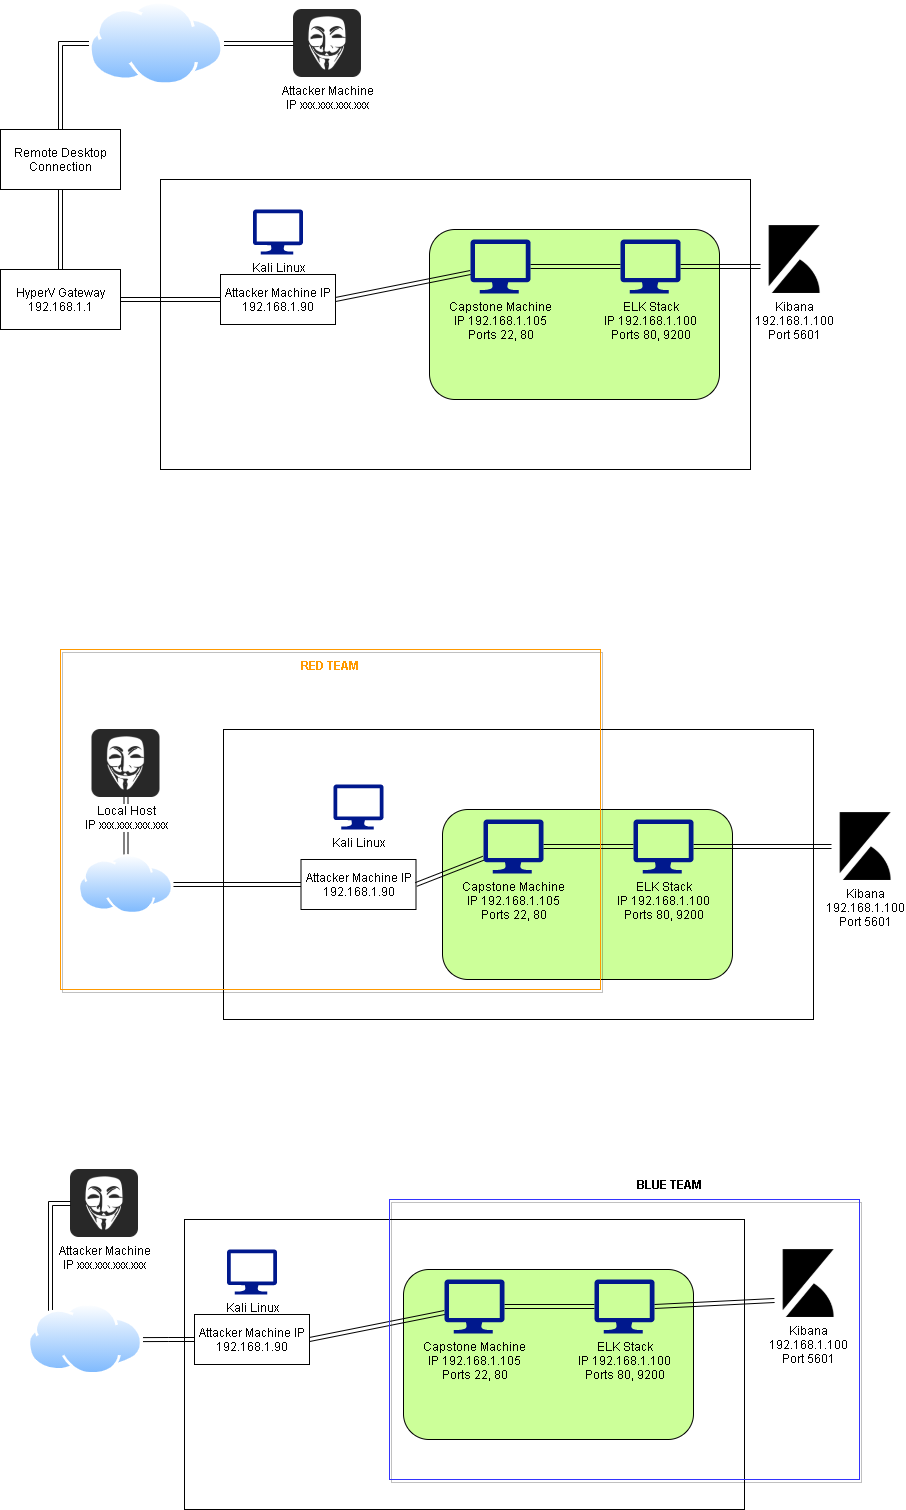 Attacker Machine
IP xxx.xxx.xxx.xxx
Remote Desktop
Connection
HyperV Gateway
192.168.1.1
Kali Linux
Attacker Machine IP
192.168.1.90
Capstone Machine
IP 192.168.1.105
Ports 22, 80
ELK Stack
IP 192.168.1.100
Ports 80, 9200
Kibana
192.168.1.100
Port 5601
RED TEAM
Local Host
IP xxx.xxx.xxx.xxx
Kali Linux
Attacker Machine IP
192.168.1.90
Capstone Machine
IP 192.168.1.105
Ports 22, 80
ELK Stack
IP 192.168.1.100
Ports 80, 9200
Kibana
192.168.1.100
Port 5601
BLUE TEAM
Attacker Machine
IP xxx.xxx.xxx.xxx
Kali Linux
Attacker Machine IP
192.168.1.90
Capstone Machine
IP 192.168.1.105
Ports 22, 80
ELK Stack
IP 192.168.1.100
Ports 80, 9200
Kibana
192.168.1.100
Port 5601